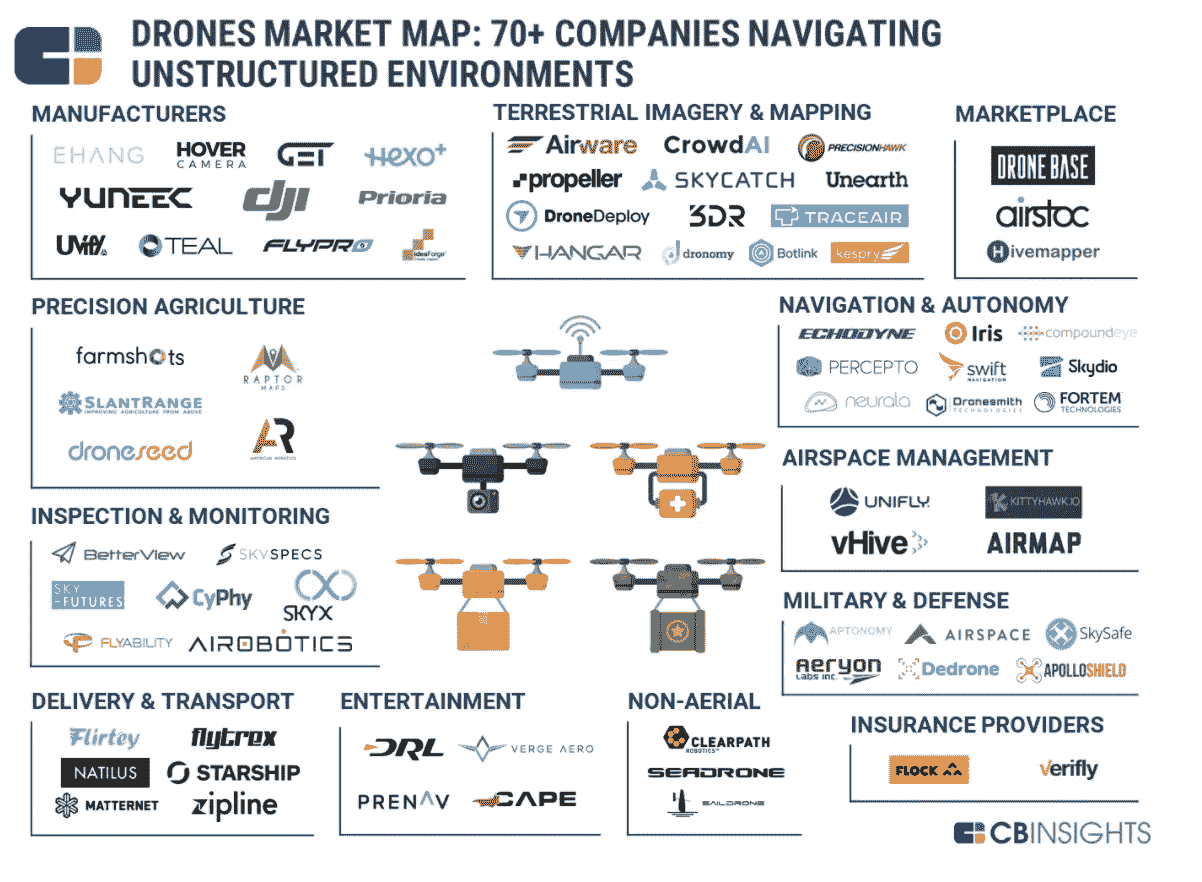 DRONES MARKET MAP: 70+ COMPANIES NAVIGATING
UNSTRUCTURED ENVIRONMENTS
MANUFACTURERS
EHANG
HOVER
CAMERA
GET
HEXO+
YUNEEC
dji
Prioria
Uvify
TEAL
FLYPRO
ideaForge
TERRESTRIAL IMAGERY & MAPPING
Airware
CrowdAI
PRECISIONHAWK
propeller
SKYCATCH
Unearth
DroneDeploy
3DR
TRACEAIR
HANGAR
dronomy
Botlink
kespry
MARKETPLACE
DRONE BASE
airstoc
Hivemapper
PRECISION AGRICULTURE
farmshots
RAPTOR
MAPS
SLANTRANGE
IMPROVING AGRICULTURE FROM ABOVE
droneseed
AR
AMERICAN ROBOTICS
NAVIGATION & AUTONOMY
ECHODYNE
Iris
compoundeye
PERCEPTO
swift
NAVIGATION
Skydio
neurala
Dronesmith
TECHNOLOGIES
FORTEM
TECHNOLOGIES
AIRSPACE MANAGEMENT
UNIFLY
KITTYHAWK.IO
vHive
AIRMAP
INSPECTION & MONITORING
BetterView
SKYSPECS
SKY
-FUTURES
CyPhy
SKYX
FLYABILITY
AIROBOTICS
MILITARY & DEFENSE
APTONOMY
AIRSPACE
SkySafe
Aeryon
LABS INC.
Dedrone
APOLLOSHIELD
DELIVERY & TRANSPORT
Flirtey
flytrex
NATILUS
STARSHIP
MATTERNET
zipline
ENTERTAINMENT
DRL
VERGE AERO
PRENAV
CAPE
NON-AERIAL
CLEARPATH
ROBOTICS™
SEADRONE
SAILDRONE
INSURANCE PROVIDERS
FLOCK
Verifly
CBINSIGHTS